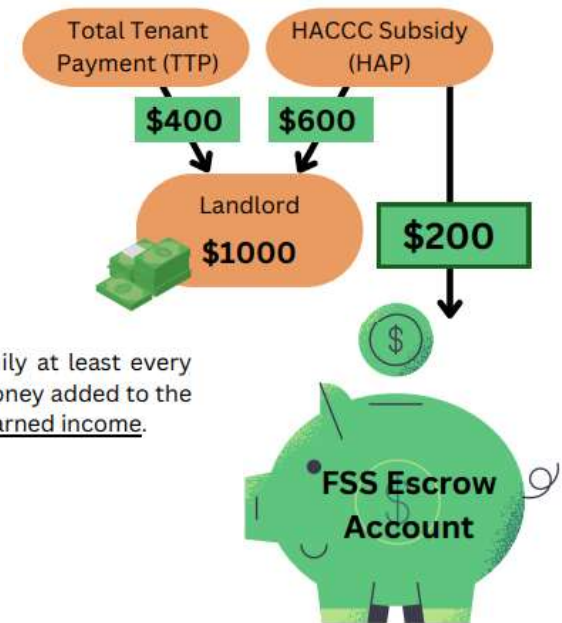 Total Tenant
Payment (TTP)
HACCC Subsidy
(HAP)
$400
$600
Landlord
$1000
$200
$
ily at least every
oney added to the
arned income.
$
FSS Escrow
Account